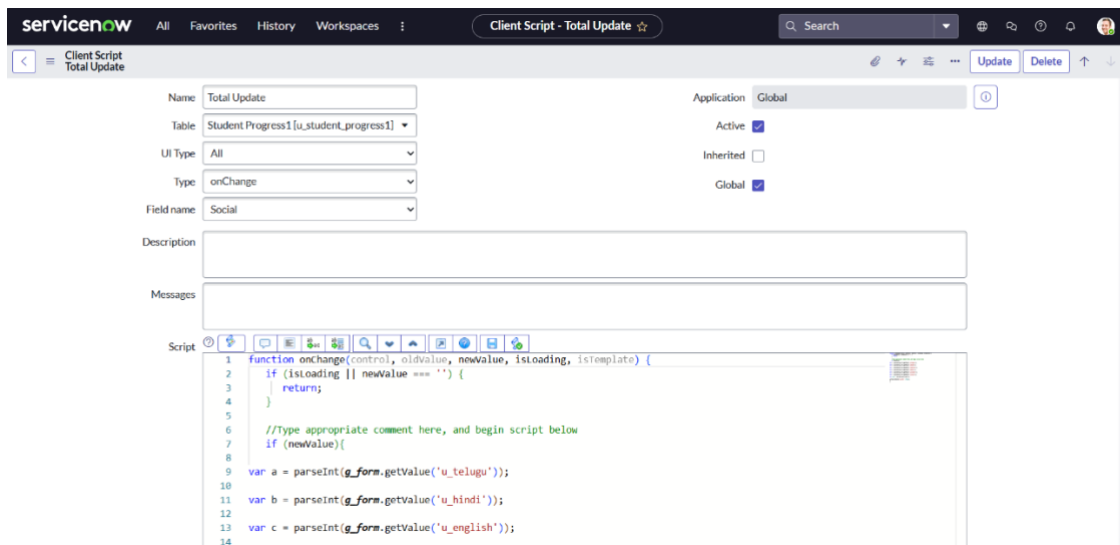 servicenow All Favorites History Workspaces Client Script - Total Update Search
Client Script
Total Update
Update Delete
Name Total Update Application Global
Table Student Progress1 [u_student_progress1] Active
UI Type All Inherited
Type onChange Global
Field name Social
Description
Messages
Script
1 function onChange(control, oldValue, newValue, isLoading, isTemplate) {
2 if (isLoading || newValue === '') {
3 return;
4 }
5
6 //Type appropriate comment here, and begin script below
7 if (newValue){
8
9 var a = parseInt(g_form.getValue('u_telugu'));
10
11 var b = parseInt(g_form.getValue('u_hindi'));
12
13 var c = parseInt(g_form.getValue('u_english'));
14